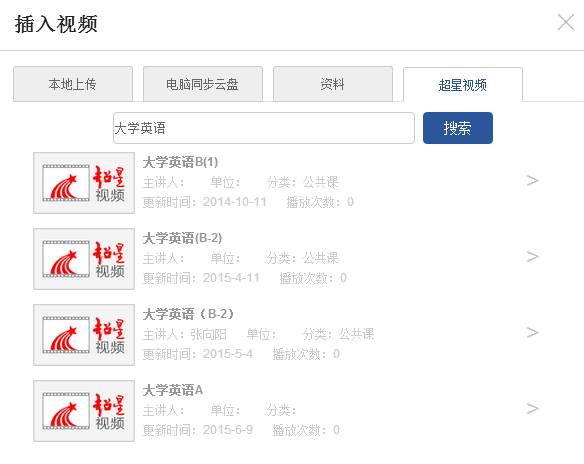 插入视频
本地上传 电脑同步云盘 资料 超星视频
大学英语 搜索
超星
视频
大学英语B(1)
主讲人： 单位： 分类：公共课
更新时间：2014-10-11 播放次数：0
>
超星
视频
大学英语(B-2)
主讲人： 单位： 分类：公共课
更新时间：2015-4-11 播放次数：0
>
超星
视频
大学英语（B-2）
主讲人：张向阳 单位： 分类：公共课
更新时间：2015-5-4 播放次数：0
>
超星
视频
大学英语A
主讲人： 单位： 分类：
更新时间：2015-6-9 播放次数：0
>